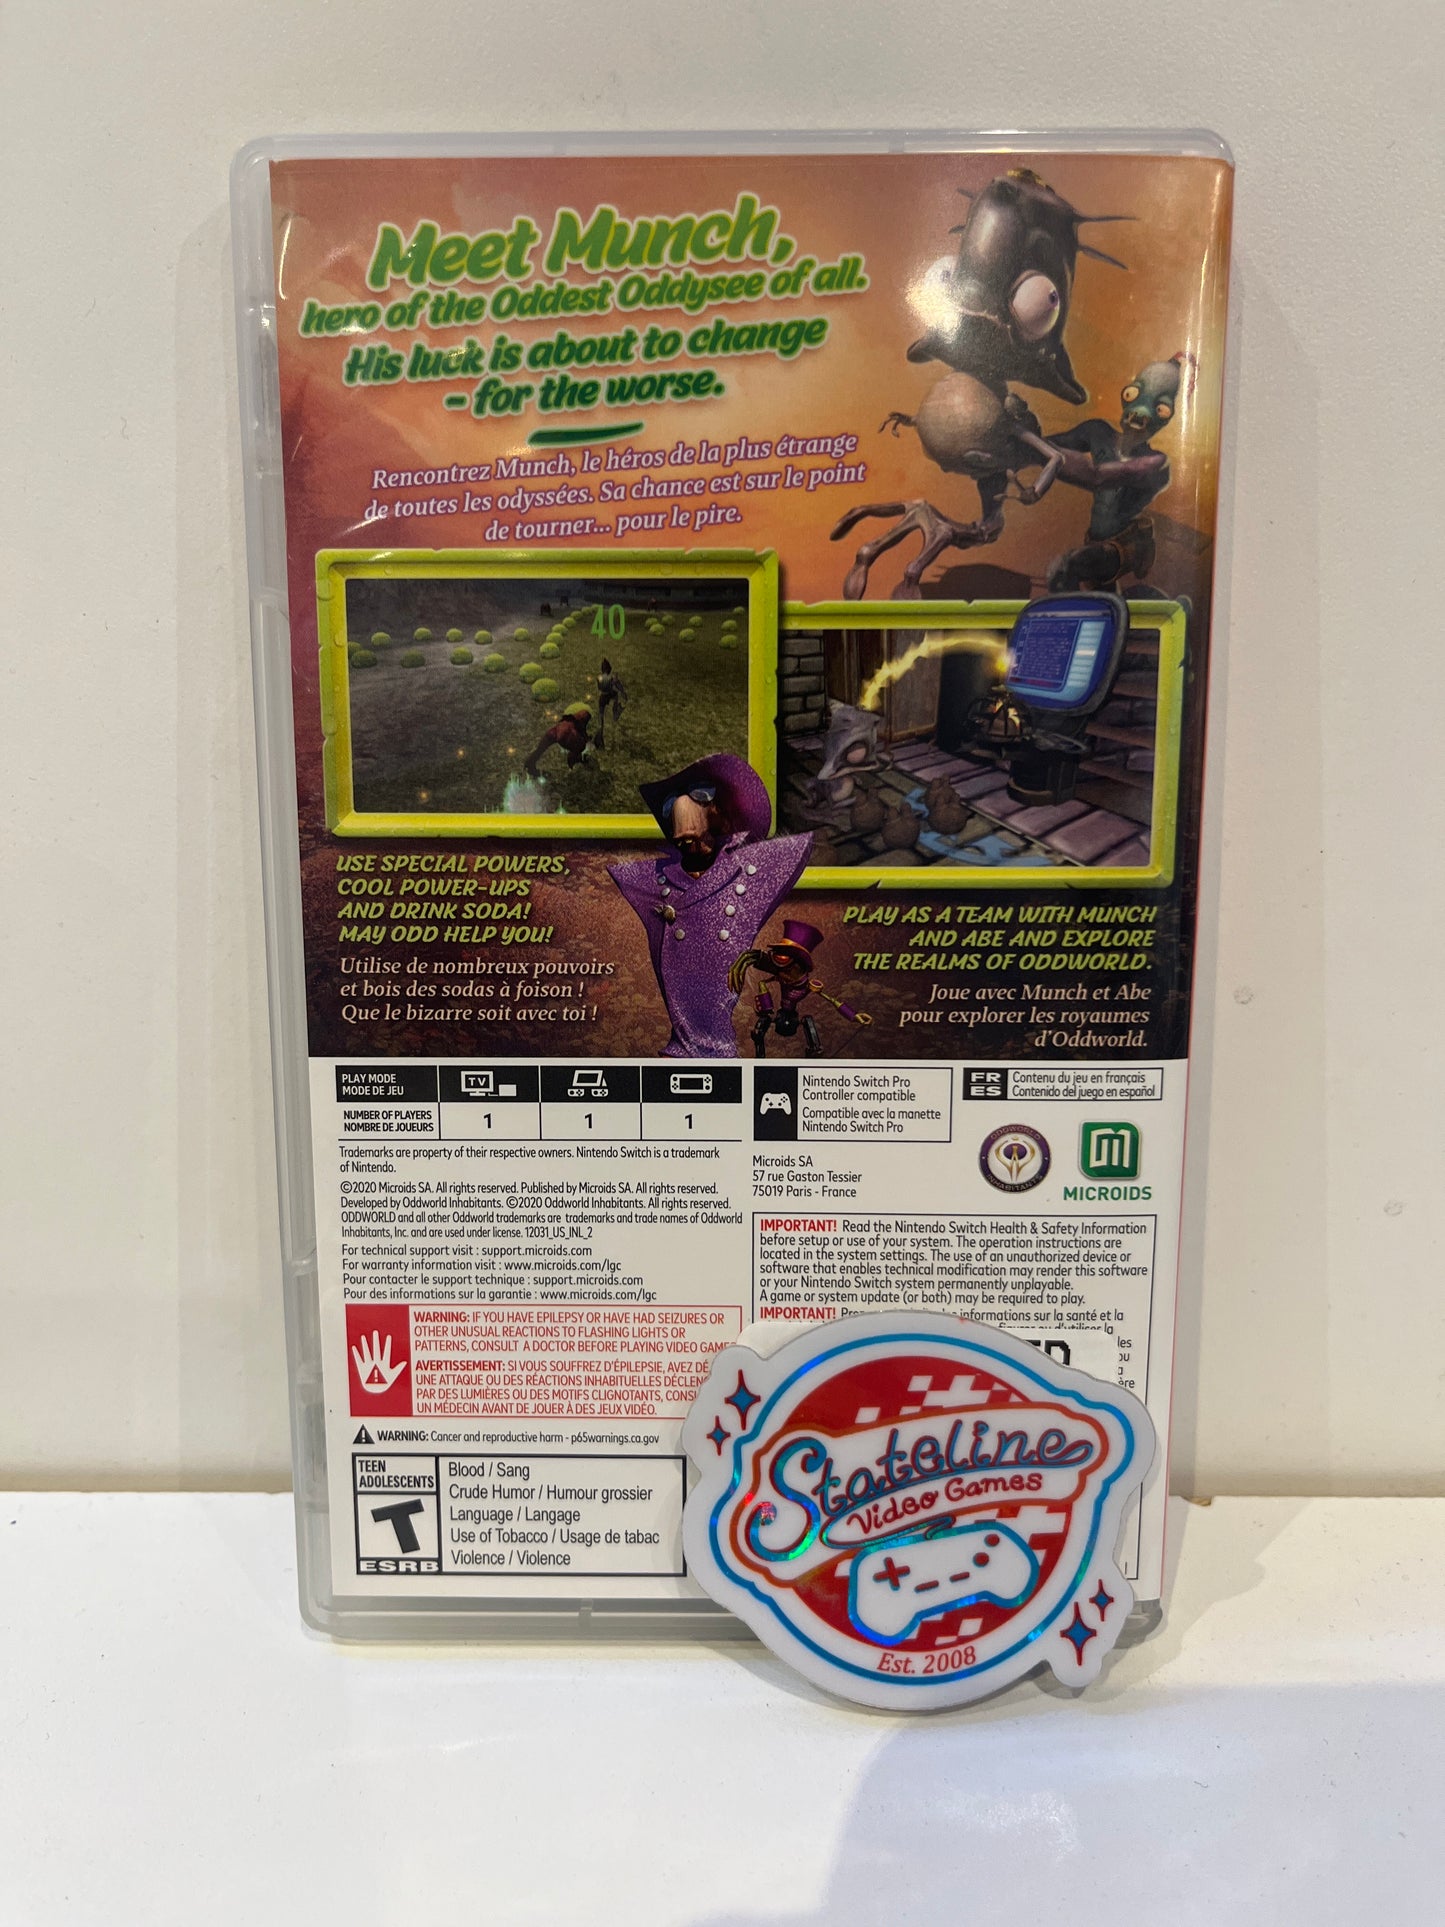 Meet Munch,
hero of the Oddest Oddysee of all.
His luck is about to change
- for the worse.
Rencontrez Munch, le héros de la plus étrange
de toutes les odyssées. Sa chance est sur le point
de tourner... pour le pire.
40
USE SPECIAL POWERS,
COOL POWER-UPS
AND DRINK SODA!
MAY ODD HELP YOU!
Utilise de nombreux pouvoirs
et bois des sodas à foison !
Que le bizarre soit avec toi !
PLAY AS A TEAM WITH MUNCH
AND ABE AND EXPLORE
THE REALMS OF ODDWORLD.
Joue avec Munch et Abe
pour explorer les royaumes
d'Oddworld.
PLAY MODE
MODE DE JEU
TV
NUMBER OF PLAYERS
NOMBRE DE JOUEURS
1 1 1
Nintendo Switch Pro
Controller compatible
Compatible avec la manette
Nintendo Switch Pro
FR Contenu du jeu en français
ES Contenido del juego en español
Trademarks are property of their respective owners. Nintendo Switch is a trademark
of Nintendo.
©2020 Microids SA. All rights reserved. Published by Microids SA. All rights reserved.
Developed by Oddworld Inhabitants. ©2020 Oddworld Inhabitants. All rights reserved.
ODDWORLD and all other Oddworld trademarks are trademarks and trade names of Oddworld
Inhabitants, Inc. and are used under license. 12031_US_INL_2
For technical support visit : support.microids.com
For warranty information visit : www.microids.com/lgc
Pour contacter le support technique : support.microids.com
Pour des informations sur la garantie : www.microids.com/lgc
Microids SA
57 rue Gaston Tessier
75019 Paris - France
ODDWORLD
INHABITANTS
MICROIDS
IMPORTANT! Read the Nintendo Switch Health & Safety Information
before setup or use of your system. The operation instructions are
located in the system settings. The use of an unauthorized device or
software that enables technical modification may render this software
or your Nintendo Switch system permanently unplayable.
A game or system update (or both) may be required to play.
IMPORTANT! informations sur la santé et la
WARNING: IF YOU HAVE EPILEPSY OR HAVE HAD SEIZURES OR
OTHER UNUSUAL REACTIONS TO FLASHING LIGHTS OR
PATTERNS, CONSULT A DOCTOR BEFORE PLAYING VIDEO GAME
AVERTISSEMENT: SI VOUS SOUFFREZ D'ÉPILEPSIE, AVEZ DÉ
UNE ATTAQUE OU DES RÉACTIONS INHABITUELLES DÉCLEN
PAR DES LUMIÈRES OU DES MOTIFS CLIGNOTANTS, CONSU
UN MÉDECIN AVANT DE JOUER À DES JEUX VIDÉO.
WARNING: Cancer and reproductive harm - p65warnings.ca.gov
TEEN
ADOLESCENTS
T
ESRB
Blood / Sang
Crude Humor / Humour grossier
Language / Langage
Use of Tobacco / Usage de tabac
Violence / Violence
Stateline
Video Games
Est. 2008